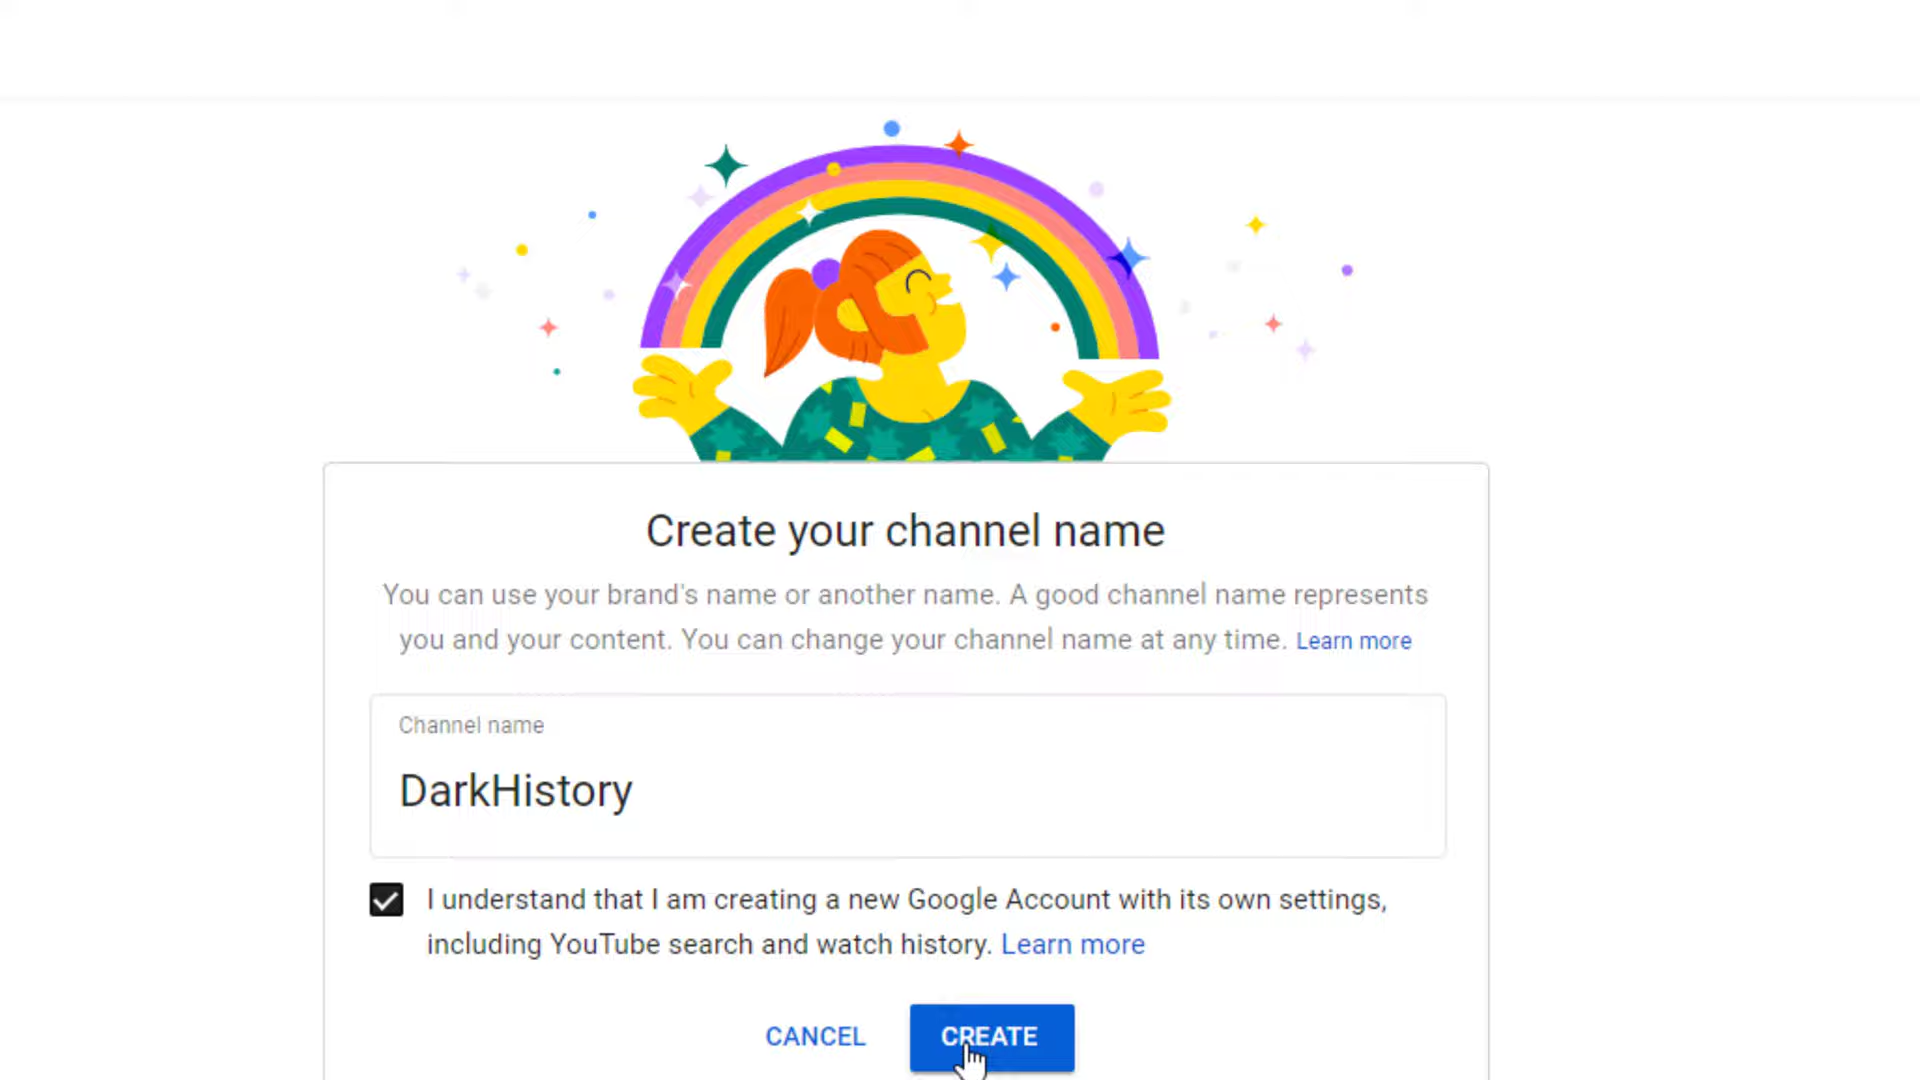 Create your channel name
You can use your brand's name or another name. A good channel name represents
you and your content. You can change your channel name at any time. Learn more
Channel name
DarkHistory
I understand that I am creating a new Google Account with its own settings,
including YouTube search and watch history. Learn more
CANCEL CREATE